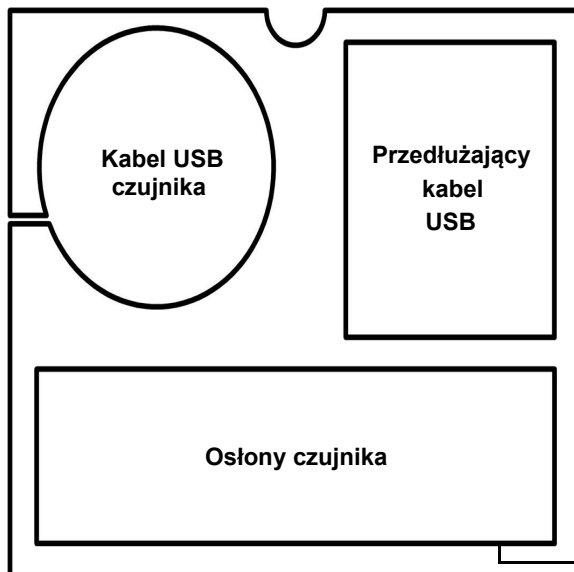 Kabel USB
czujnika
Przedłużający
kabel
USB
Osłony czujnika